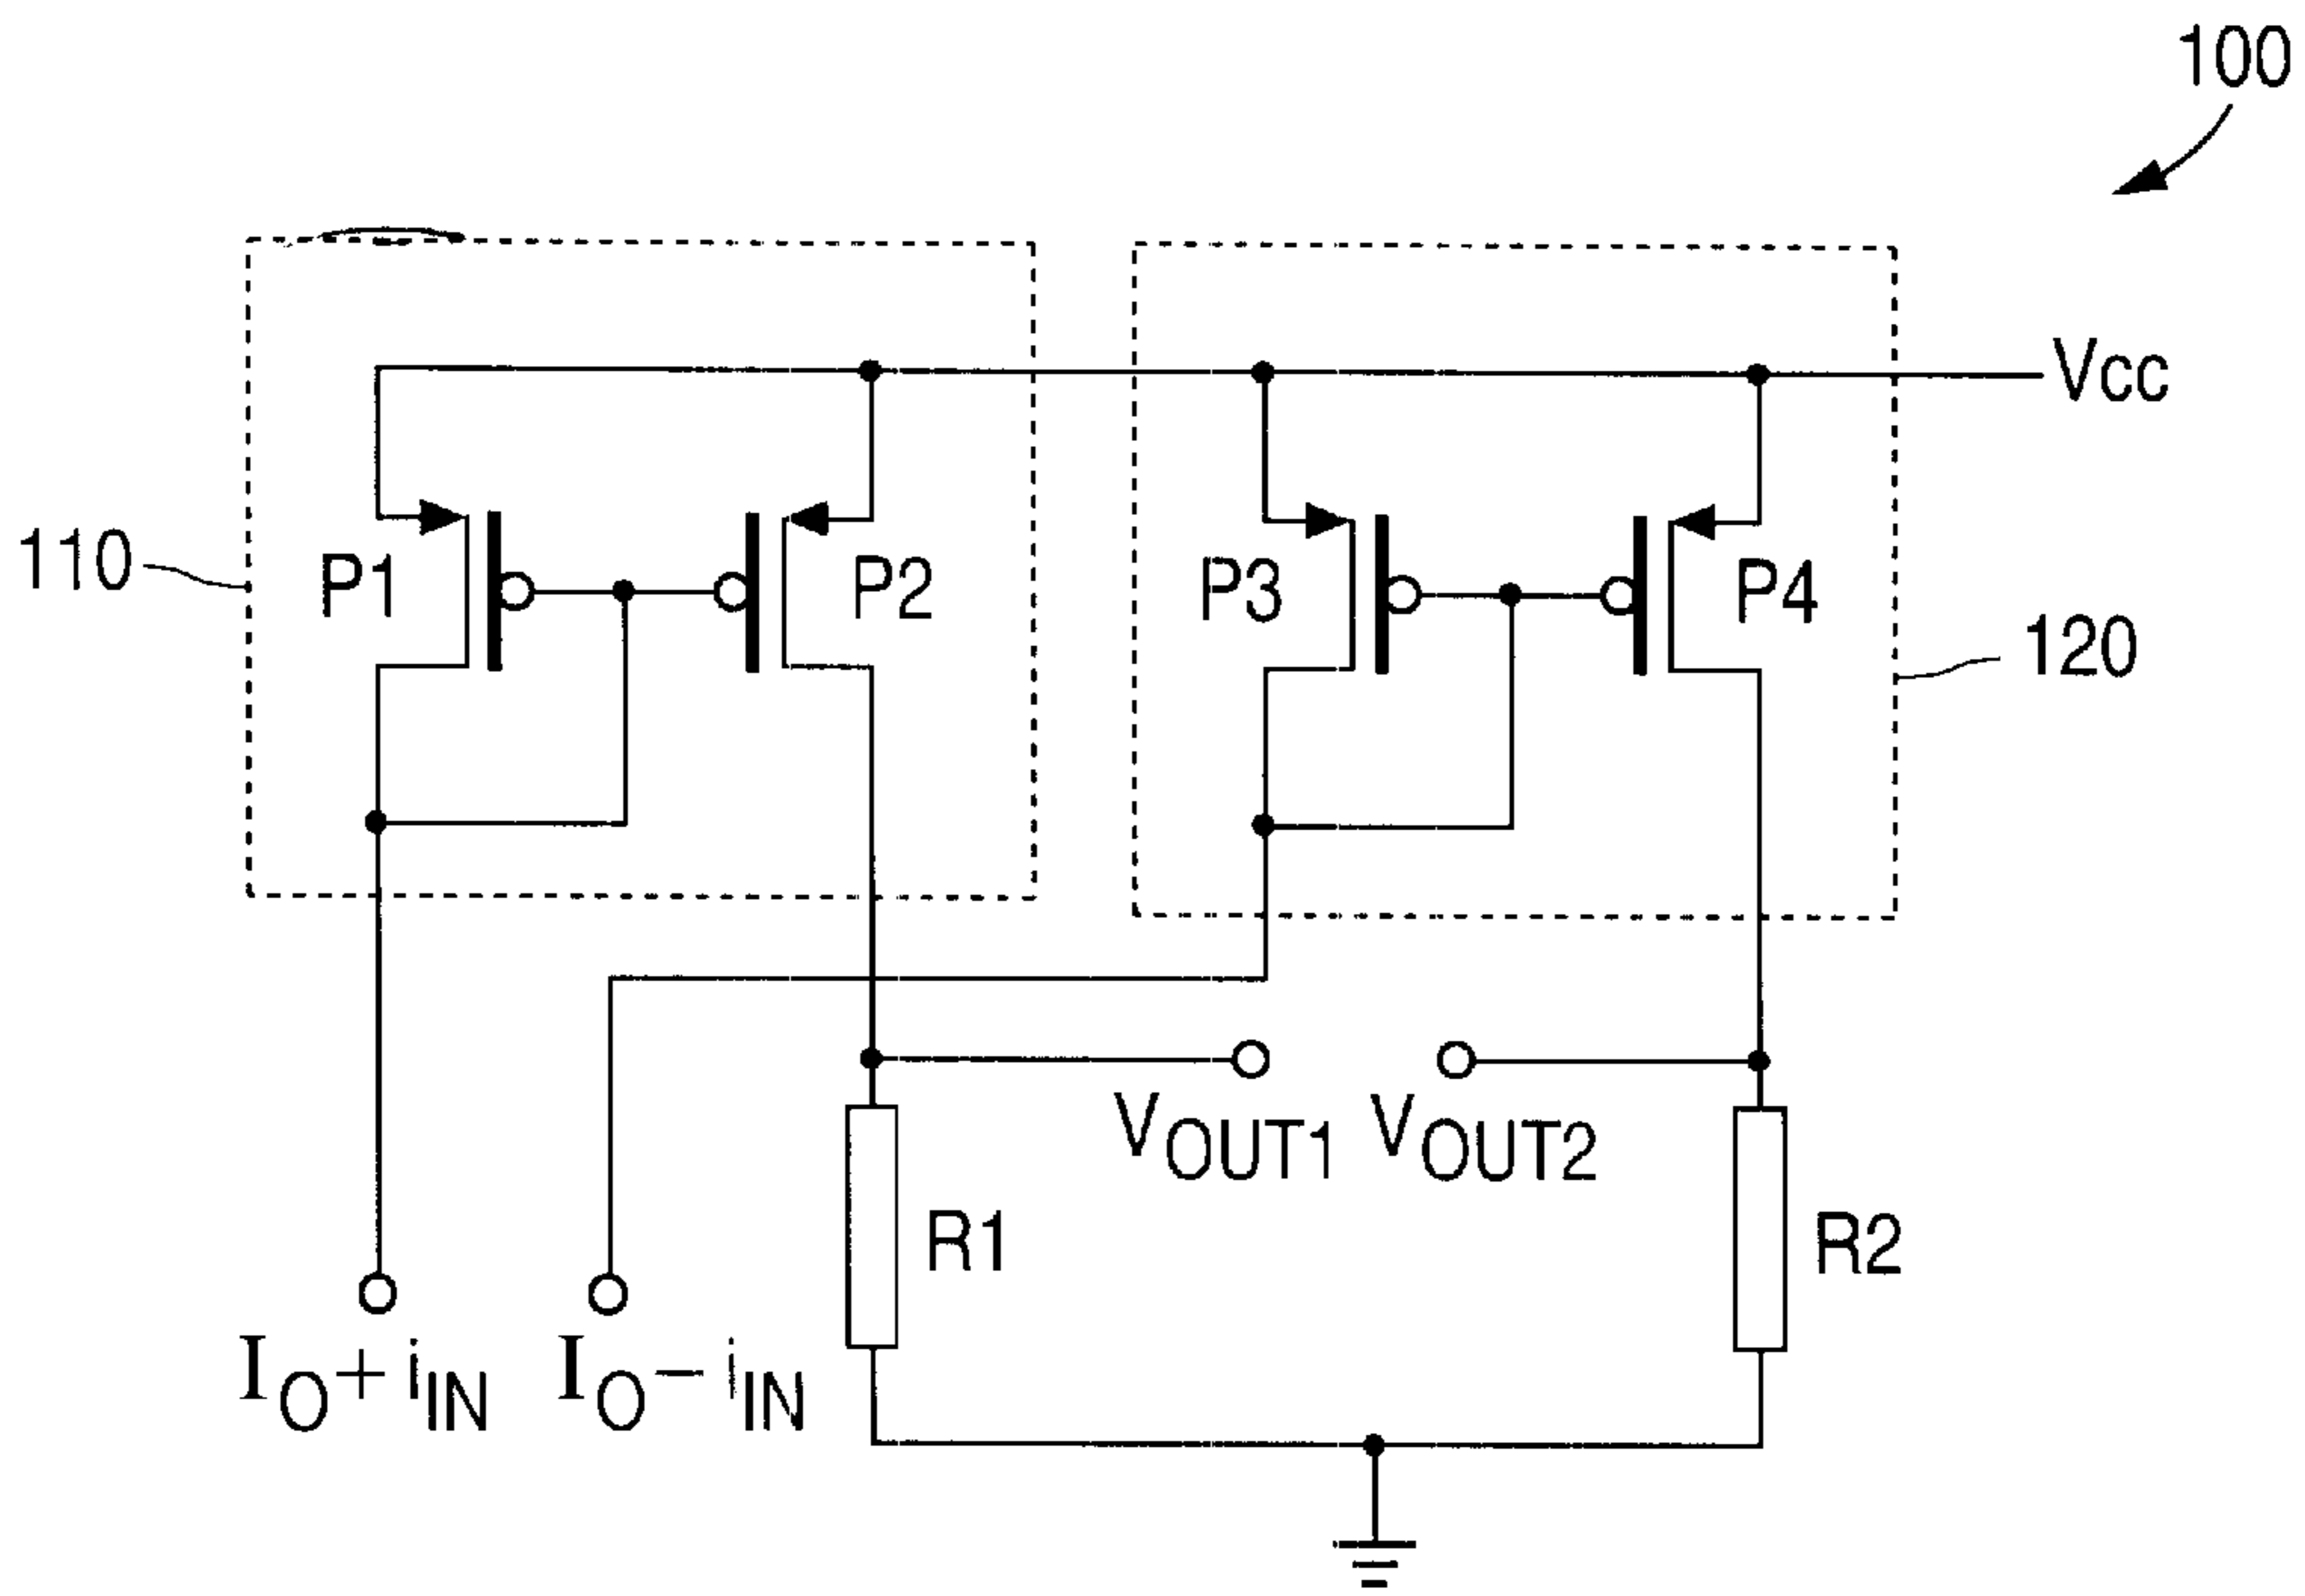 100
Vcc
110
P1
P2
P3
P4
120
VOUT1
VOUT2
R1
R2
IO+iIN
IO−iIN